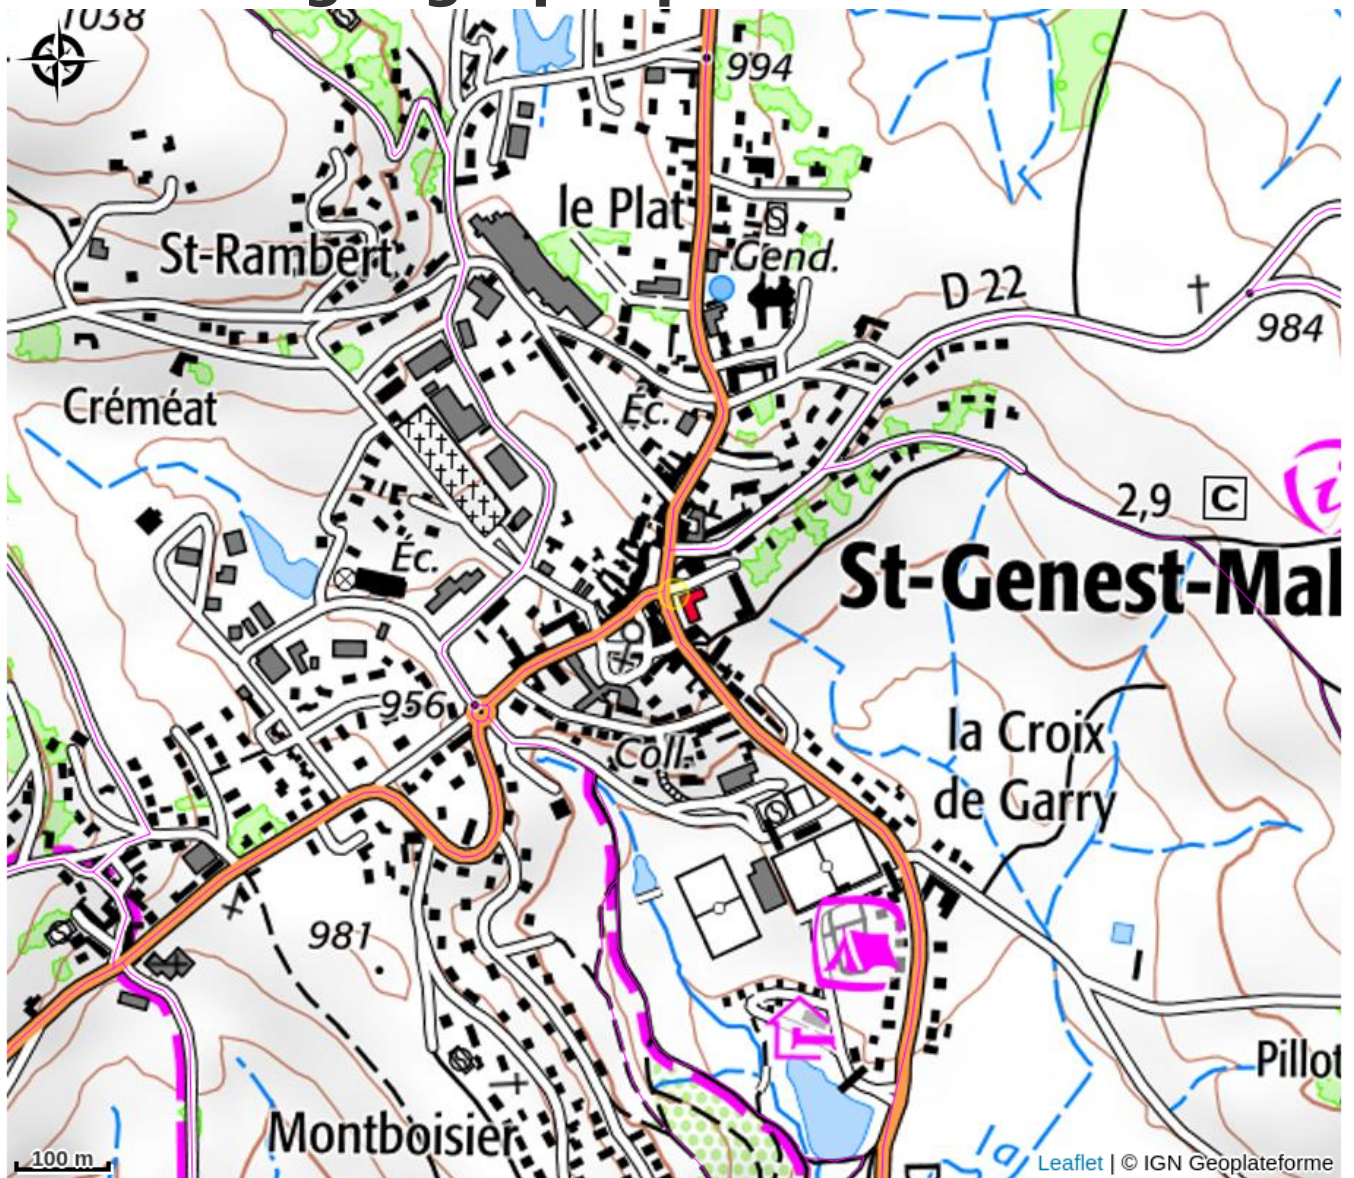 1038
994
le Plat
St-Rambert
Gend.
D 22
984
Créméat
Éc.
2,9 C
Éc.
St-Genest-Mal
956
la Croix
de Garry
Coll.
981
Pillot
Montboisier
100 m
Leaflet | © IGN Geoplateforme